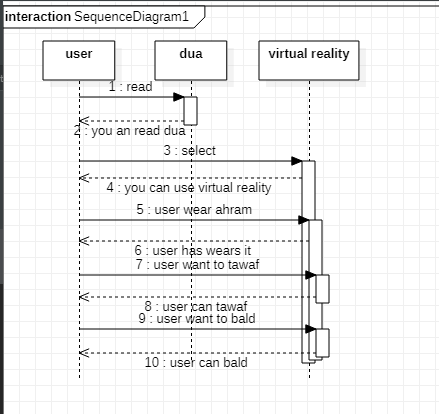 interaction SequenceDiagram1
user
dua
virtual reality
1 : read
2 : you an read dua
3 : select
4 : you can use virtual reality
5 : user wear ahram
6 : user has wears it
7 : user want to tawaf
8 : user can tawaf
9 : user want to bald
10 : user can bald